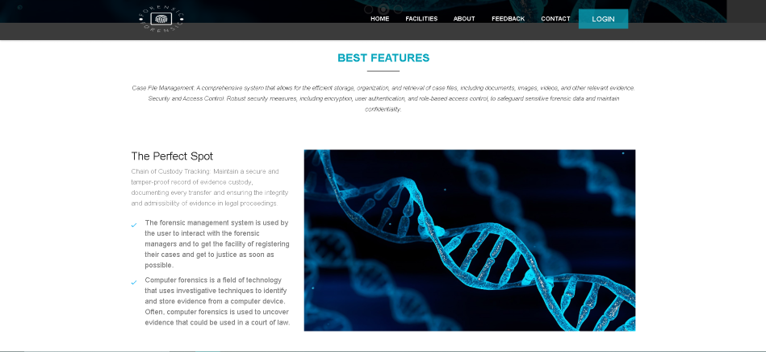 FORENSIC
FORENSIC
HOME FACILITIES ABOUT FEEDBACK CONTACT LOGIN
BEST FEATURES
Case File Management: A comprehensive system that allows for the efficient storage, organization, and retrieval of case files, including documents, images, videos, and other relevant evidence.
Security and Access Control: Robust security measures, including encryption, user authentication, and role-based access control, to safeguard sensitive forensic data and maintain
confidentiality.
The Perfect Spot
Chain of Custody Tracking: Maintain a secure and
tamper-proof record of evidence custody,
documenting every transfer and ensuring the integrity
and admissibility of evidence in legal proceedings.
The forensic management system is used by
the user to interact with the forensic
managers and to get the facility of registering
their cases and get to justice as soon as
possible.
Computer forensics is a field of technology
that uses investigative techniques to identify
and store evidence from a computer device.
Often, computer forensics is used to uncover
evidence that could be used in a court of law.